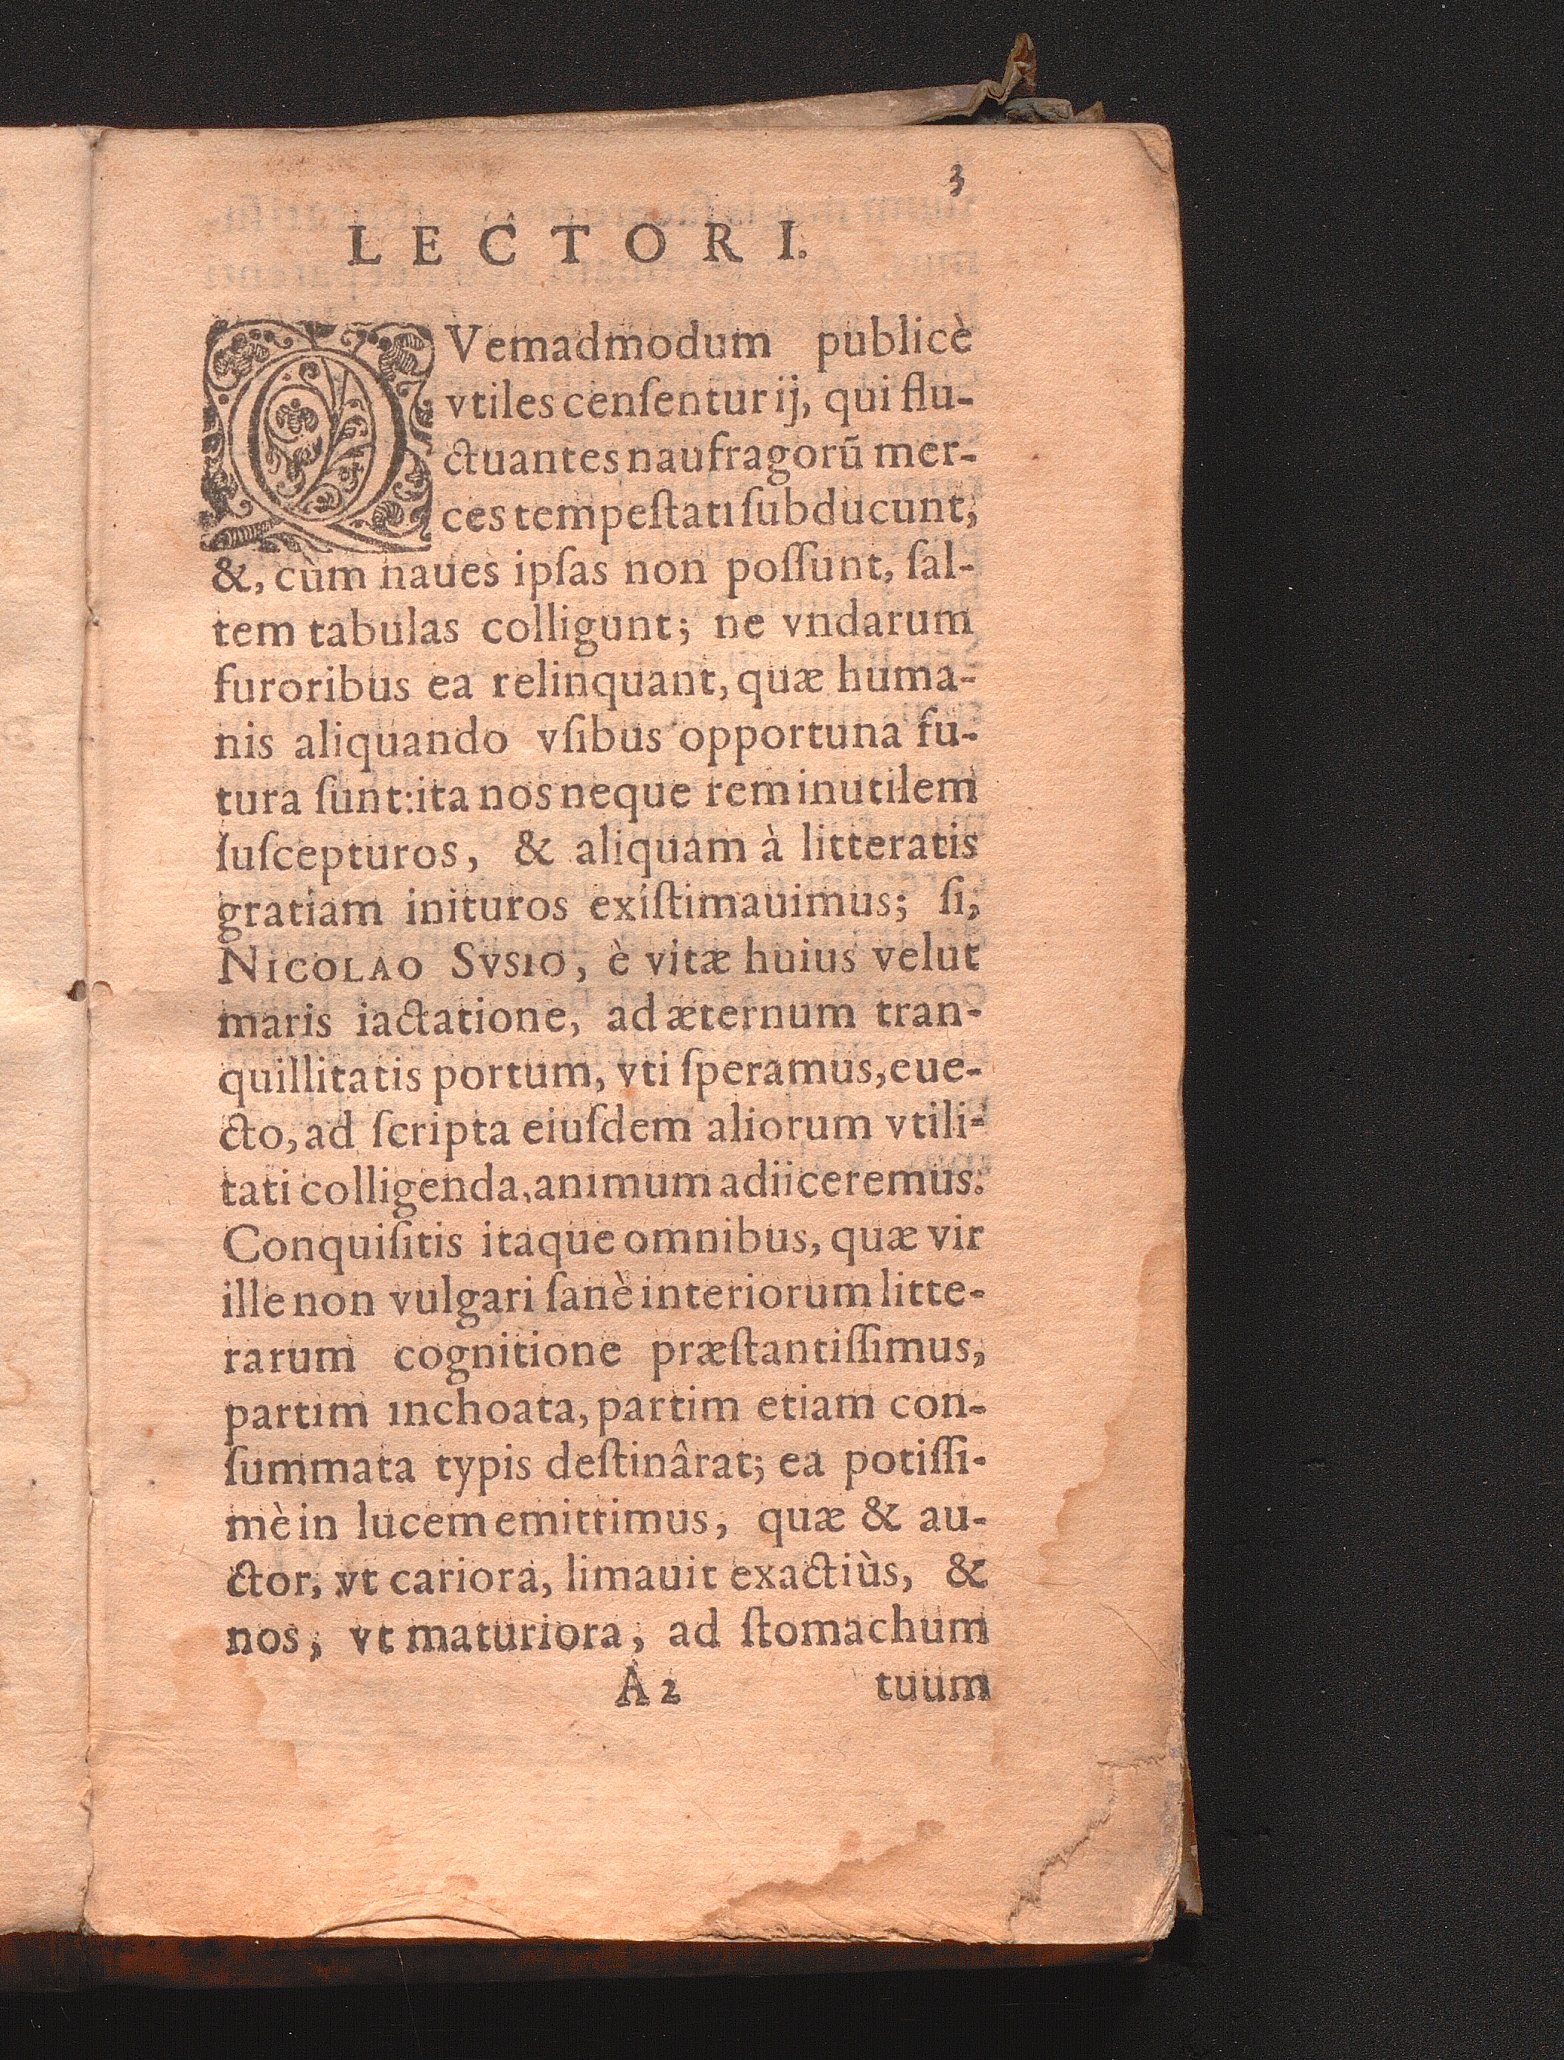 3
LECTORI.
QVemadmodum publicè
vtiles censentur ij, qui flu-
ctuantes naufragorũ mer-
ces tempeſtati ſubducunt,
&, cùm naues ipſas non poſſunt, ſal-
tem tabulas colligunt; ne vndarum
furoribus ea relinquant, quæ huma-
nis aliquando vſibus opportuna fu-
tura ſunt: ita nos neque rem inutilem
ſuſcepturos, & aliquam à litteratis
gratiam inituros exiſtimauimus; ſi,
NICOLAO SVSIO, è vitæ huius velut
maris iactatione, ad æternum tran-
quillitatis portum, vti ſperamus, eue-
cto, ad ſcripta eiuſdem aliorum vtili-
tati colligenda, animum adiiceremus.
Conquiſitis itaque omnibus, quæ vir
ille non vulgari ſanè interiorum litte-
rarum cognitione præſtantiſſimus,
partim inchoata, partim etiam con-
ſummata typis deſtinârat; ea potiſſi-
mè in lucem emittimus, quæ & au-
ctor, vt cariora, limauit exactiùs, &
nos, vt maturiora, ad ſtomachum
A 2 tuum